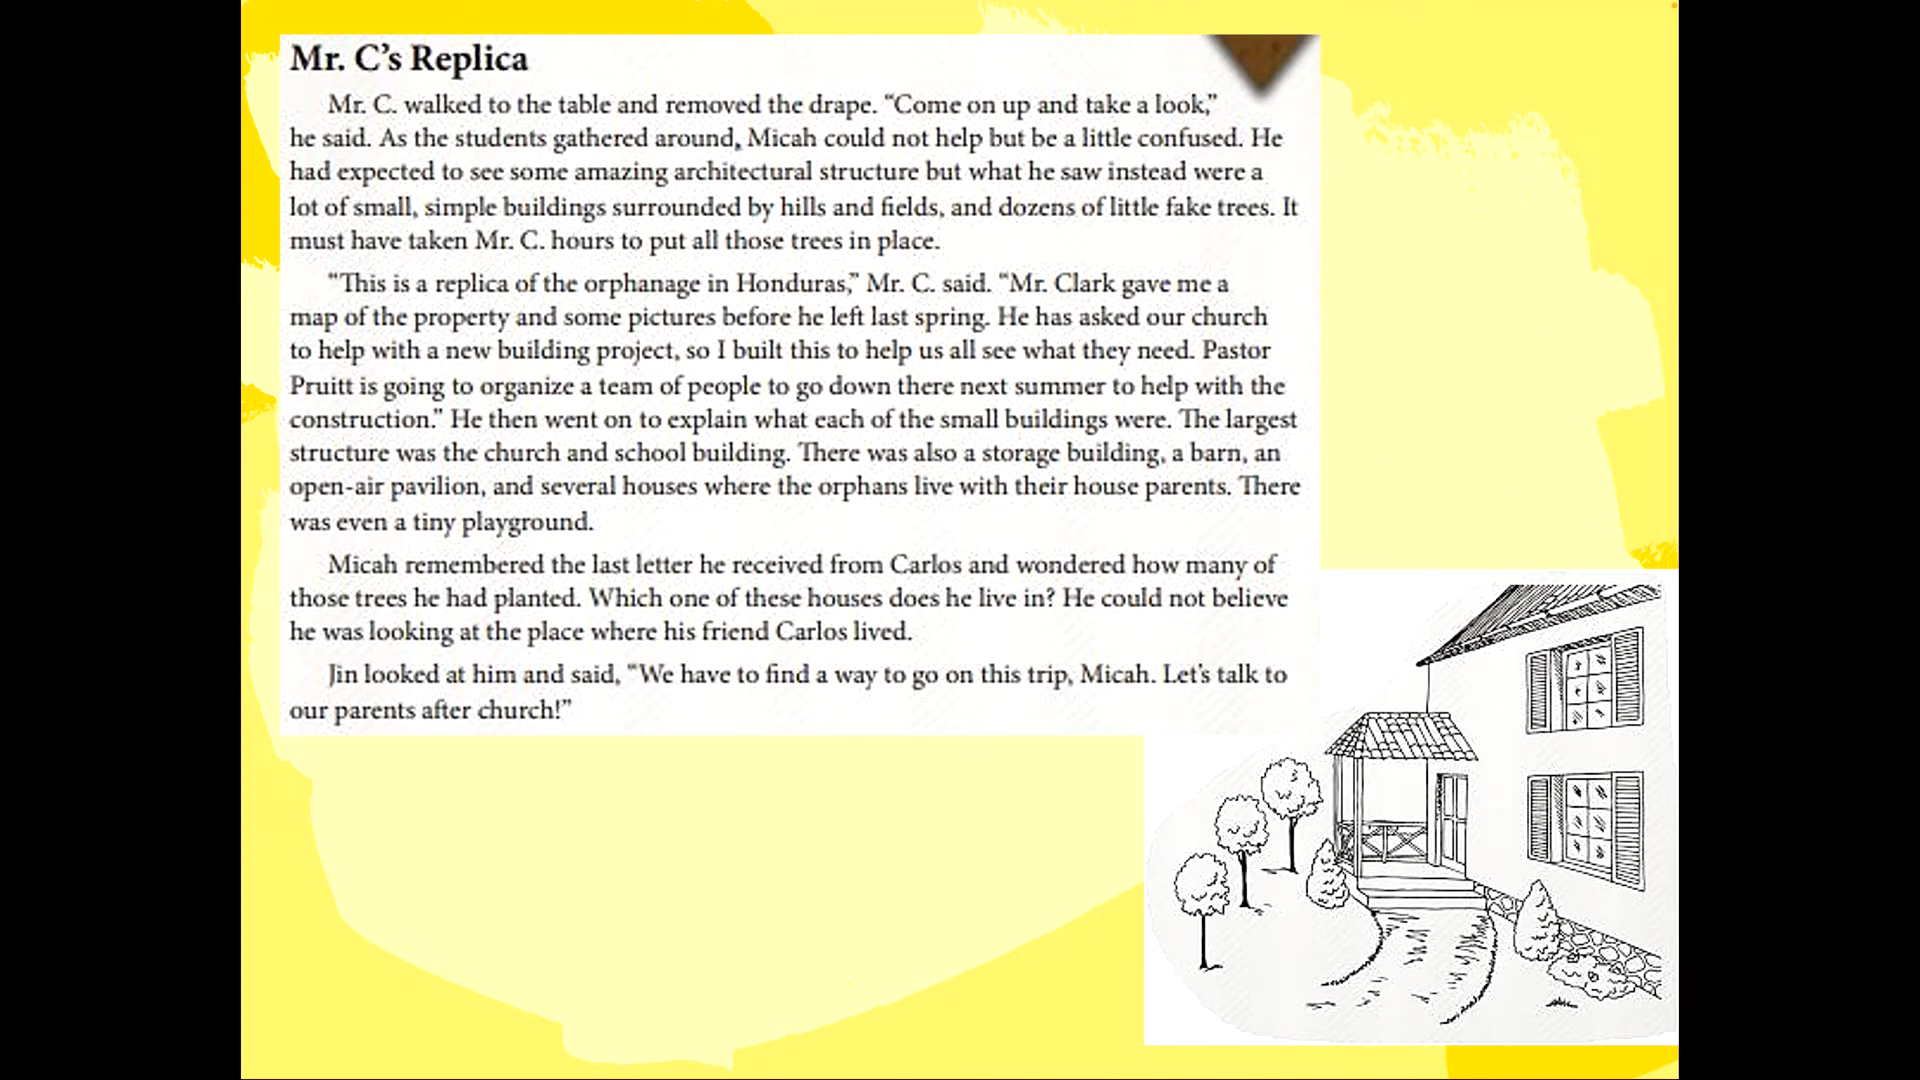 Mr. C's Replica
Mr. C. walked to the table and removed the drape. “Come on up and take a look,”
he said. As the students gathered around, Micah could not help but be a little confused. He
had expected to see some amazing architectural structure but what he saw instead were a
lot of small, simple buildings surrounded by hills and fields, and dozens of little fake trees. It
must have taken Mr. C. hours to put all those trees in place.
“This is a replica of the orphanage in Honduras,” Mr. C. said. “Mr. Clark gave me a
map of the property and some pictures before he left last spring. He has asked our church
to help with a new building project, so I built this to help us all see what they need. Pastor
Pruitt is going to organize a team of people to go down there next summer to help with the
construction.” He then went on to explain what each of the small buildings were. The largest
structure was the church and school building. There was also a storage building, a barn, an
open-air pavilion, and several houses where the orphans live with their house parents. There
was even a tiny playground.
Micah remembered the last letter he received from Carlos and wondered how many of
those trees he had planted. Which one of these houses does he live in? He could not believe
he was looking at the place where his friend Carlos lived.
Jin looked at him and said, “We have to find a way to go on this trip, Micah. Let's talk to
our parents after church!”